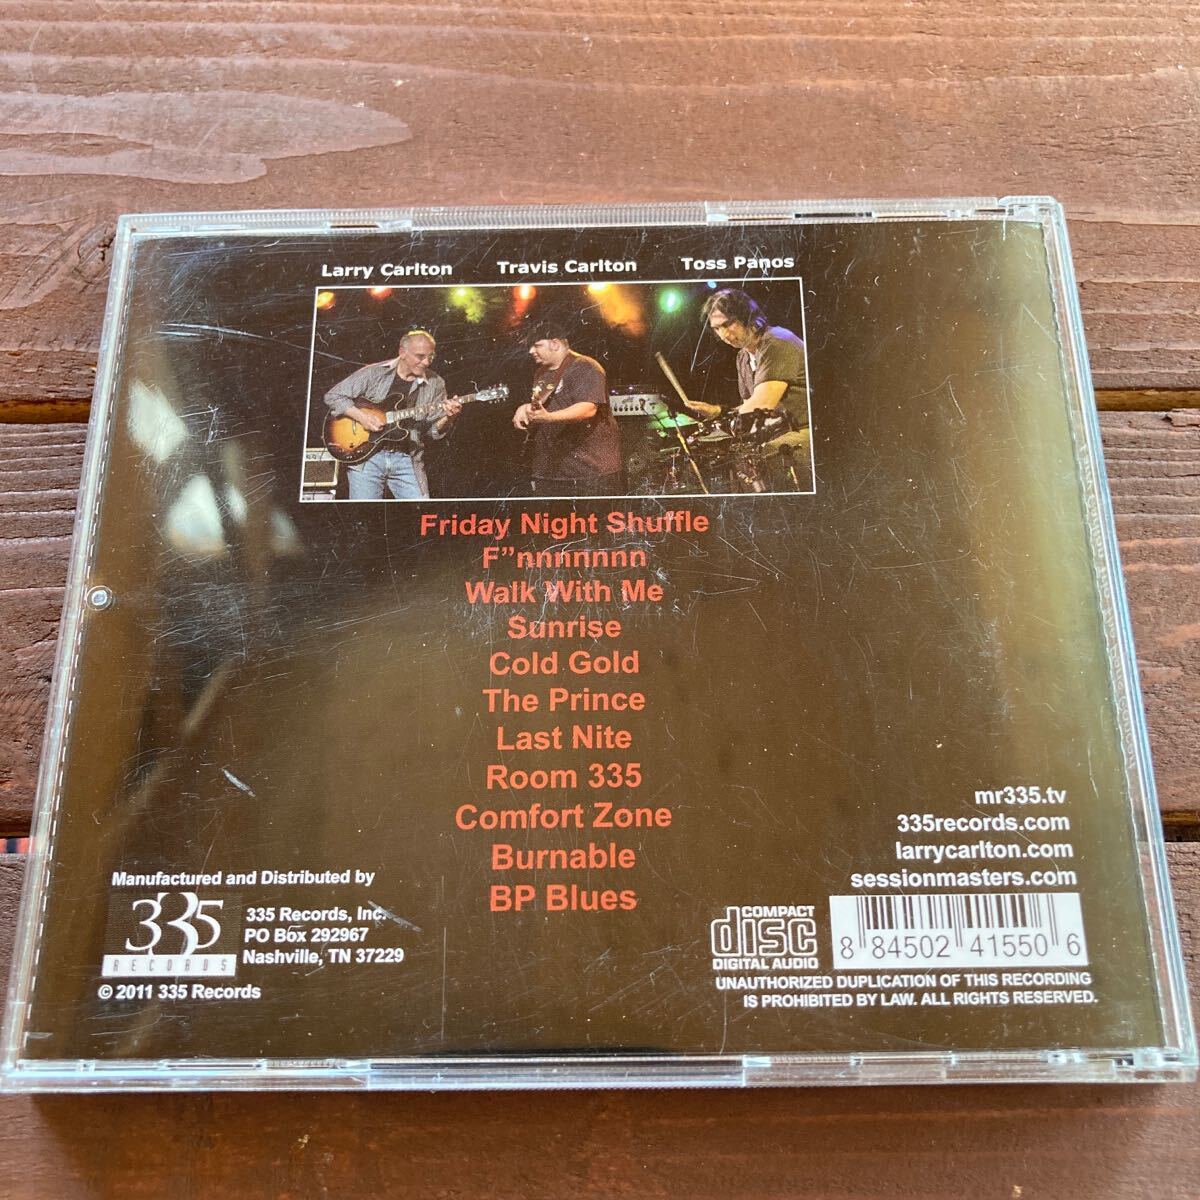 Larry Carlton Travis Carlton Toss Panos
Friday Night Shuffle
F”nnnnnnn
Walk With Me
Sunrise
Cold Gold
The Prince
Last Nite
Room 335
Comfort Zone
Burnable
BP Blues
mr335.tv
335records.com
larrycarlton.com
sessionmasters.com
Manufactured and Distributed by
335
RECORDS
335 Records, Inc.
PO Box 292967
Nashville, TN 37229
© 2011 335 Records
COMPACT
disc
DIGITAL AUDIO
8 84502 41550 6
UNAUTHORIZED DUPLICATION OF THIS RECORDING
IS PROHIBITED BY LAW. ALL RIGHTS RESERVED.